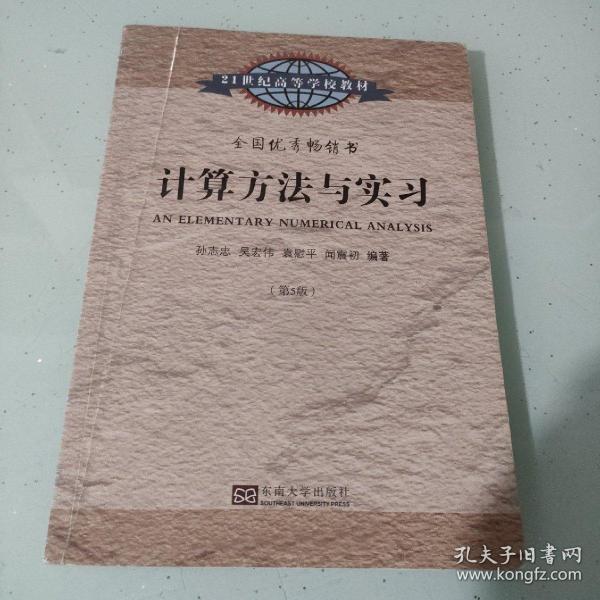 21世纪高等学校教材
全国优秀畅销书
计算方法与实习
AN ELEMENTARY NUMERICAL ANALYSIS
孙志忠 吴宏伟 袁慰平 闻震初 编著
(第5版)
东南大学出版社
SOUTHEAST UNIVERSITY PRESS
孔夫子旧书网
www.kongfz.com